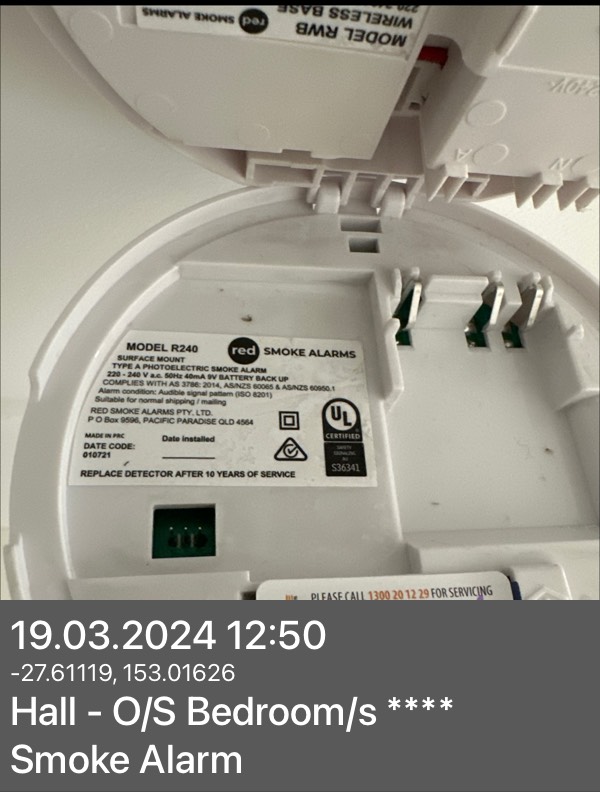 red SMOKE ALARMS
MODEL RWB
WIRELESS BASE
240V
A
N
MODEL R240
red SMOKE ALARMS
SURFACE MOUNT
TYPE A PHOTOELECTRIC SMOKE ALARM
220 - 240 V a.c. 50Hz 40mA 9V BATTERY BACK UP
COMPLIES WITH AS 3786: 2014, AS/NZS 60065 & AS/NZS 60950.1
Alarm condition: Audible signal pattern (ISO 8201)
Suitable for normal shipping / mailing
RED SMOKE ALARMS PTY. LTD.
P O Box 9596, PACIFIC PARADISE QLD 4564
MADE IN PRC
DATE CODE:
010721
Date installed
UL
CERTIFIED
SAFETY
S36341
REPLACE DETECTOR AFTER 10 YEARS OF SERVICE
PLEASE CALL 1300 20 12 29 FOR SERVICING
19.03.2024 12:50
-27.61119, 153.01626
Hall - O/S Bedroom/s ****
Smoke Alarm